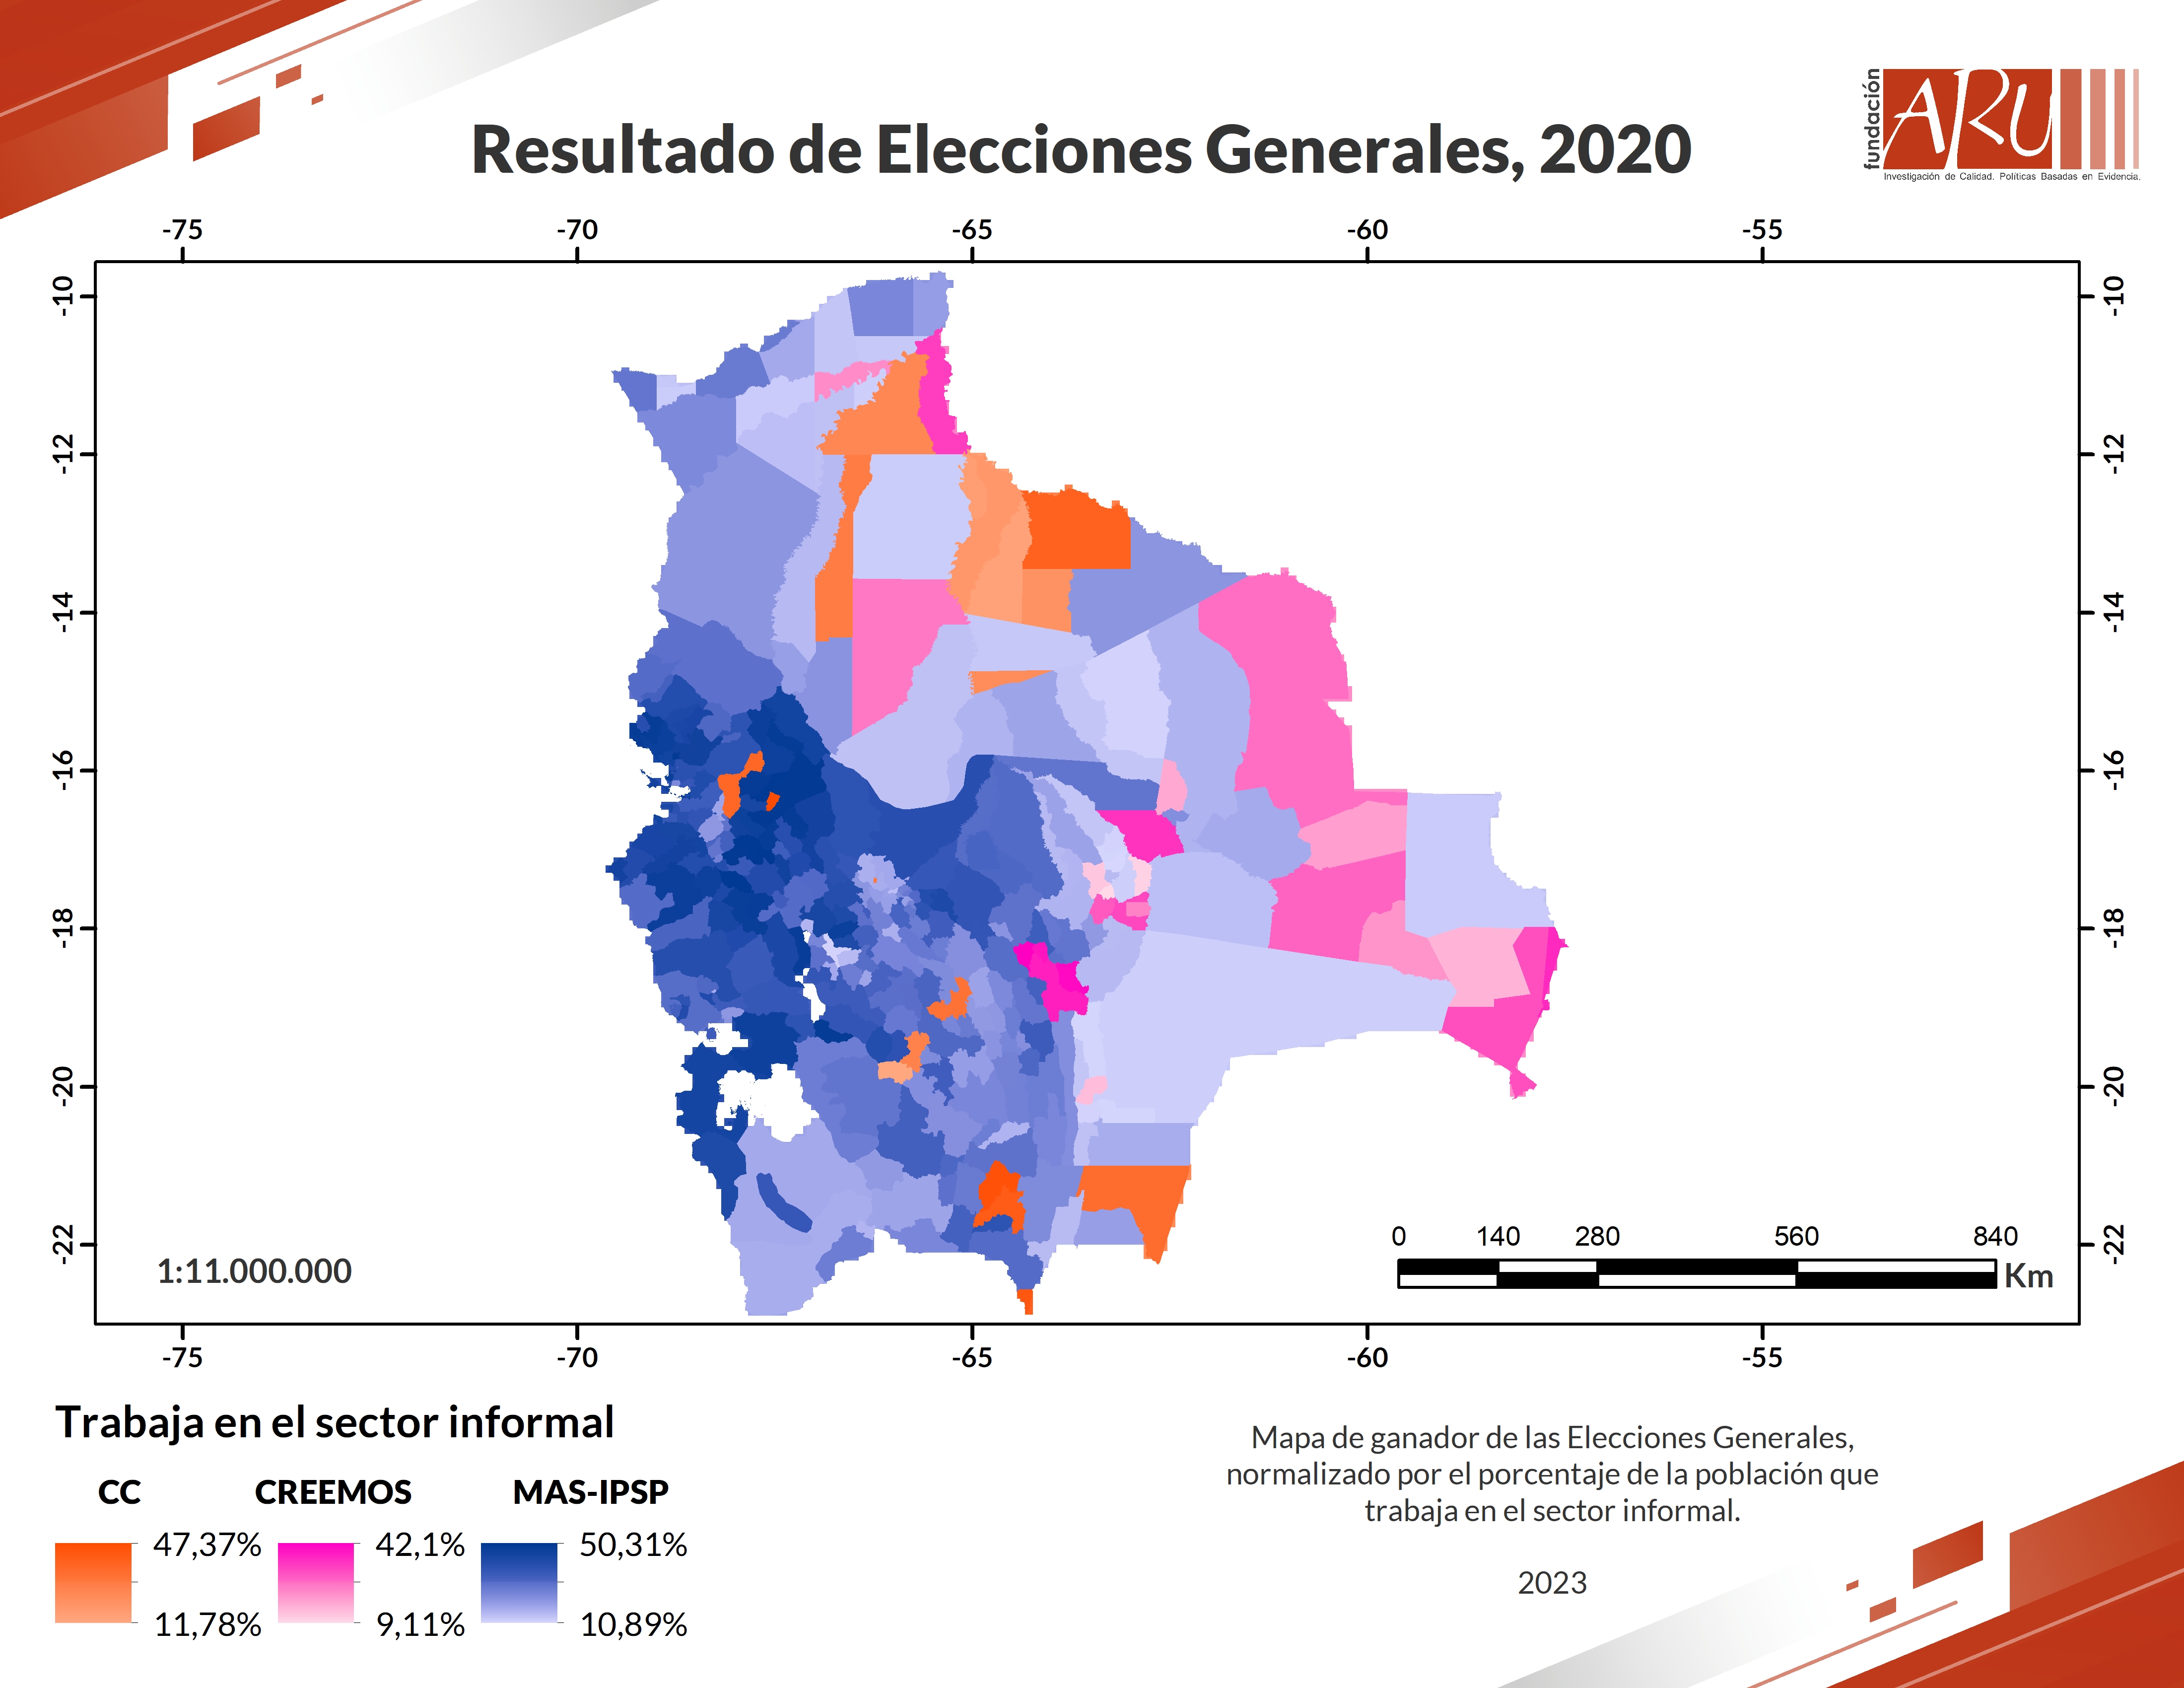 fundación
ARU
Investigación de Calidad. Políticas Basadas en Evidencia.
Resultado de Elecciones Generales, 2020
-75 -70 -65 -60 -55
-10 -10
-12 -12
-14 -14
-16 -16
-18 -18
-20 -20
-22 -22
0 140 280 560 840
Km
1:11.000.000
-75 -70 -65 -60 -55
Trabaja en el sector informal
CC CREEMOS MAS-IPSP
47,37% 42,1% 50,31%
11,78% 9,11% 10,89%
Mapa de ganador de las Elecciones Generales,
normalizado por el porcentaje de la población que
trabaja en el sector informal.
2023